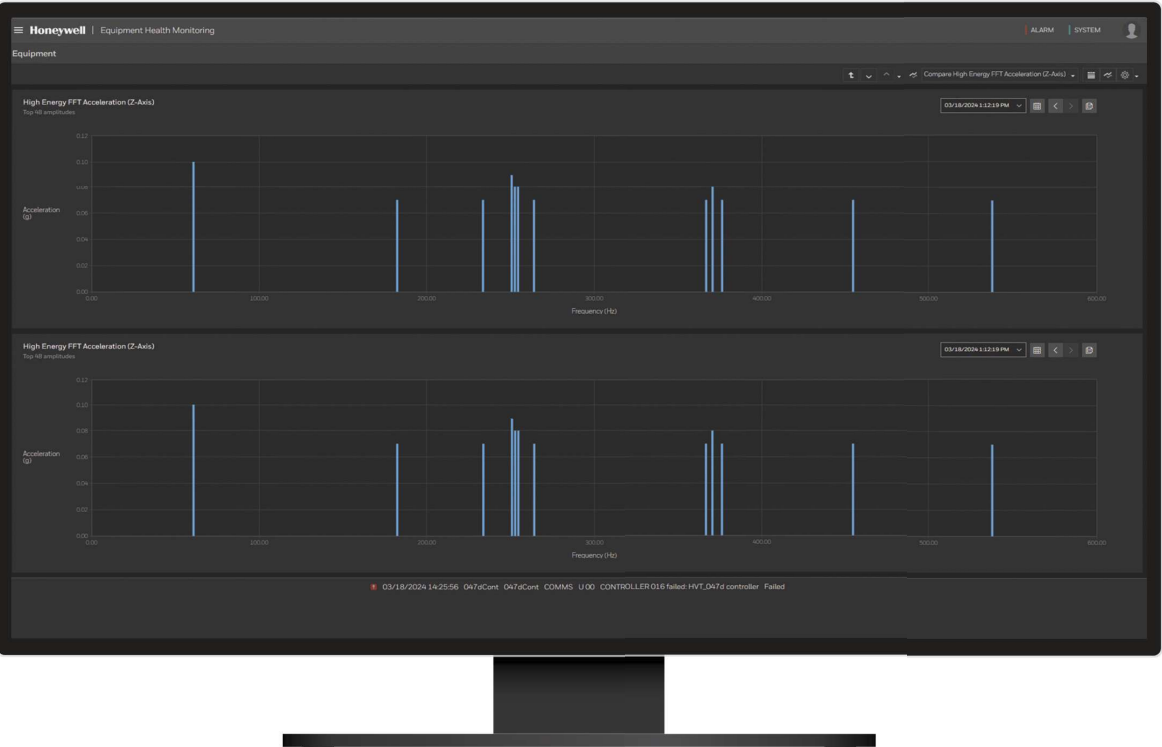 Honeywell | Equipment Health Monitoring
ALARM
SYSTEM
Equipment
Compare High Energy FFT Acceleration (Z-Axis)
High Energy FFT Acceleration (Z-Axis)
Top 48 amplitudes
03/18/2024 1:12:19 PM
0.12
0.10
0.08
Acceleration
(g)
0.06
0.04
0.02
0.00
0.00 100.00 200.00 300.00 400.00 500.00 600.00
Frequency (Hz)
High Energy FFT Acceleration (Z-Axis)
Top 48 amplitudes
03/18/2024 1:12:19 PM
0.12
0.10
0.08
Acceleration
(g)
0.06
0.04
0.02
0.00
0.00 100.00 200.00 300.00 400.00 500.00 600.00
Frequency (Hz)
03/18/2024 14:25:56 047dCont 047dCont COMMS U 00 CONTROLLER 016 failed: HVT_047d controller Failed